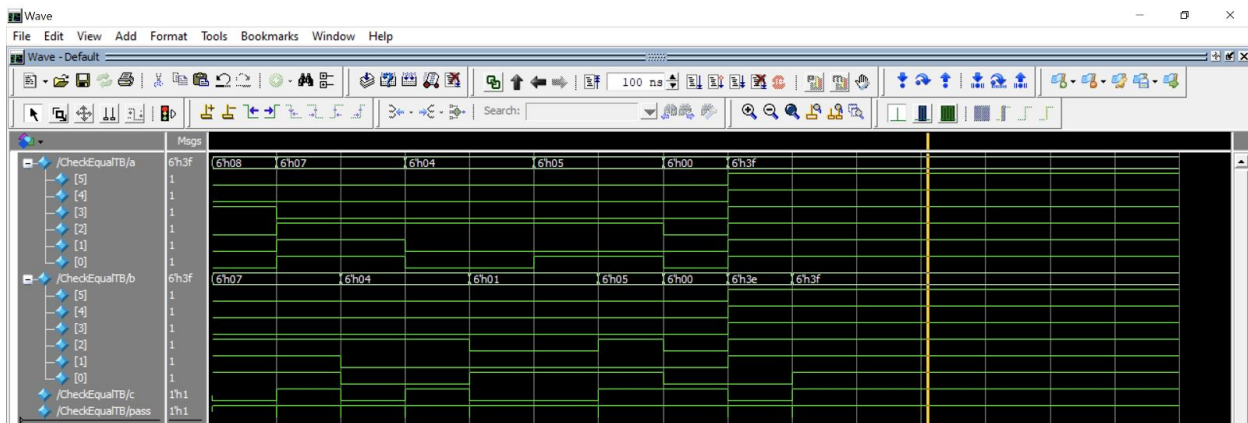 Wave
File Edit View Add Format Tools Bookmarks Window Help
Wave - Default
100 ns
Search:
Msgs
/CheckEqualTB/a 6'h3f 6'h08 6'h07 6'h04 6'h05 6'h00 6'h3f
[5] 1
[4] 1
[3] 1
[2] 1
[1] 1
[0] 1
/CheckEqualTB/b 6'h3f 6'h07 6'h04 6'h01 6'h05 6'h00 6'h3e 6'h3f
[5] 1
[4] 1
[3] 1
[2] 1
[1] 1
[0] 1
/CheckEqualTB/c 1'h1
/CheckEqualTB/pass 1'h1